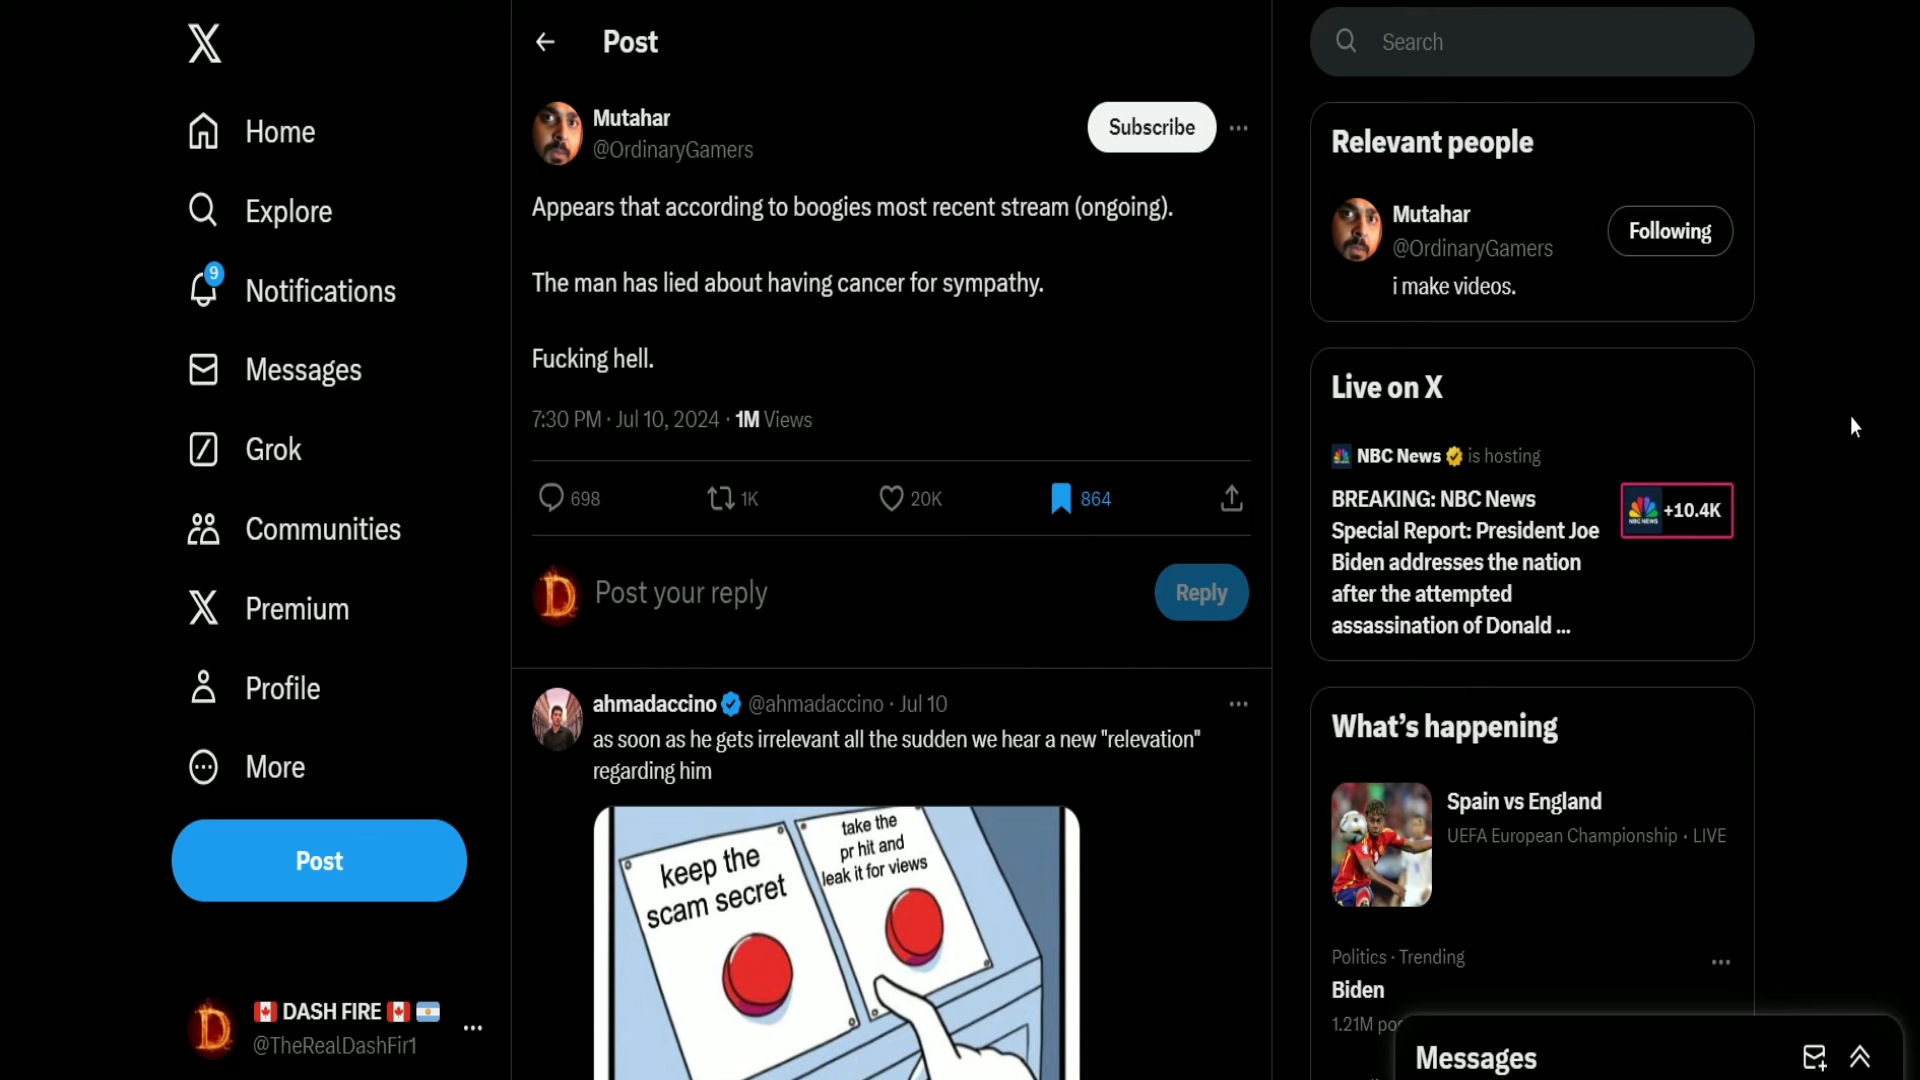 Home
Explore
9
Notifications
Messages
Grok
Communities
Premium
Profile
More
Post
DASH FIRE
@TheRealDashFir1
Post
Mutahar
@OrdinaryGamers
Subscribe
Appears that according to boogies most recent stream (ongoing).
The man has lied about having cancer for sympathy.
Fucking hell.
7:30 PM · Jul 10, 2024 · 1M Views
698
1K
20K
864
D
Post your reply
Reply
ahmadaccino @ahmadaccino · Jul 10
as soon as he gets irrelevant all the sudden we hear a new "relevation"
regarding him
keep the
scam secret
take the
pr hit and
leak it for views
Search
Relevant people
Mutahar
@OrdinaryGamers
Following
i make videos.
Live on X
NBC News is hosting
BREAKING: NBC News
Special Report: President Joe
Biden addresses the nation
after the attempted
assassination of Donald ...
NBC NEWS
+10.4K
What's happening
Spain vs England
UEFA European Championship · LIVE
Politics · Trending
Biden
1.21M
Messages